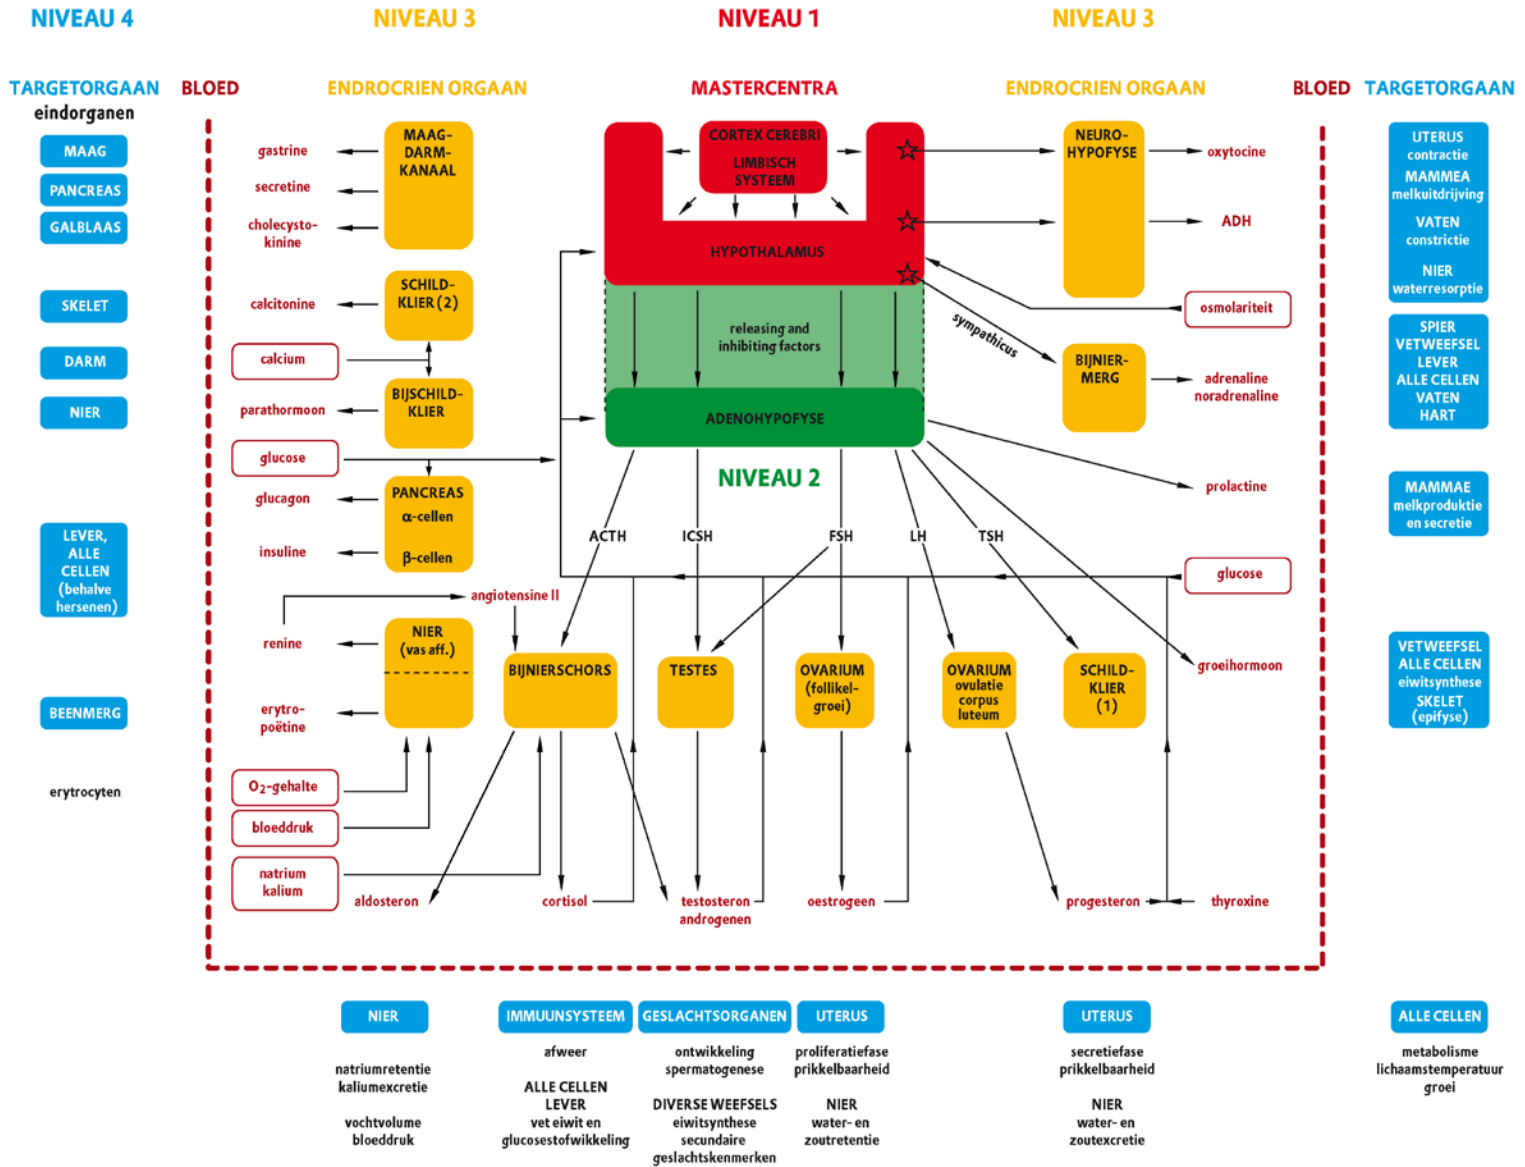 NIVEAU 4
NIVEAU 3
NIVEAU 1
NIVEAU 3
TARGETORGAAN
eindorganen
BLOED
ENDROCRIEN ORGAAN
MASTERCENTRA
ENDROCRIEN ORGAAN
BLOED
TARGETORGAAN
MAAG
PANCREAS
GALBLAAS
SKELET
DARM
NIER
LEVER,
ALLE
CELLEN
(behalve
hersenen)
BEENMERG
erytrocyten
gastrine
secretine
cholecysto-
kinine
calcitonine
calcium
parathormoon
glucose
glucagon
insuline
renine
erytro-
poëtine
O₂-gehalte
bloeddruk
natrium
kalium
MAAG-
DARM-
KANAAL
SCHILD-
KLIER (2)
BIJSCHILD-
KLIER
PANCREAS
α-cellen
β-cellen
angiotensine II
NIER
(vas aff.)
CORTEX CEREBRI
LIMBISCH
SYSTEEM
HYPOTHALAMUS
releasing and
inhibiting factors
ADENOHYPOFYSE
NIVEAU 2
ACTH
ICSH
FSH
LH
TSH
BIJNIERSCHORS
TESTES
OVARIUM
(follikel-
groei)
OVARIUM
ovulatie
corpus
luteum
SCHILD-
KLIER
(1)
aldosteron
cortisol
testosteron
androgenen
oestrogeen
progesteron
thyroxine
NEURO-
HYPOFYSE
oxytocine
ADH
osmolariteit
sympathicus
BIJNIER-
MERG
adrenaline
noradrenaline
prolactine
glucose
groeihormoon
UTERUS
contractie
MAMMEA
melkuitdrijving
VATEN
constrictie
NIER
waterresorptie
SPIER
VETWEEFSEL
LEVER
ALLE CELLEN
VATEN
HART
MAMMAE
melkproduktie
en secretie
VETWEEFSEL
ALLE CELLEN
eiwitsynthese
SKELET
(epifyse)
NIER
natriumretentie
kaliumexcretie
vochtvolume
bloeddruk
IMMUUNSYSTEEM
afweer
ALLE CELLEN
LEVER
vet eiwit en
glucosestofwikkeling
GESLACHTSORGANEN
ontwikkeling
spermatogenese
DIVERSE WEEFSELS
eiwitsynthese
secundaire
geslachtskenmerken
UTERUS
proliferatiefase
prikkelbaarheid
NIER
water- en
zoutretentie
UTERUS
secretiefase
prikkelbaarheid
NIER
water- en
zoutexcretie
ALLE CELLEN
metabolisme
lichaamstemperatuur
groei